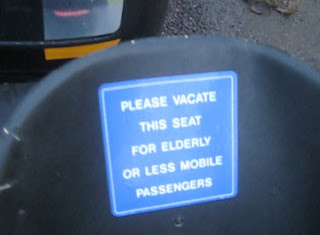 PLEASE VACATE
THIS SEAT
FOR ELDERLY
OR LESS MOBILE
PASSENGERS